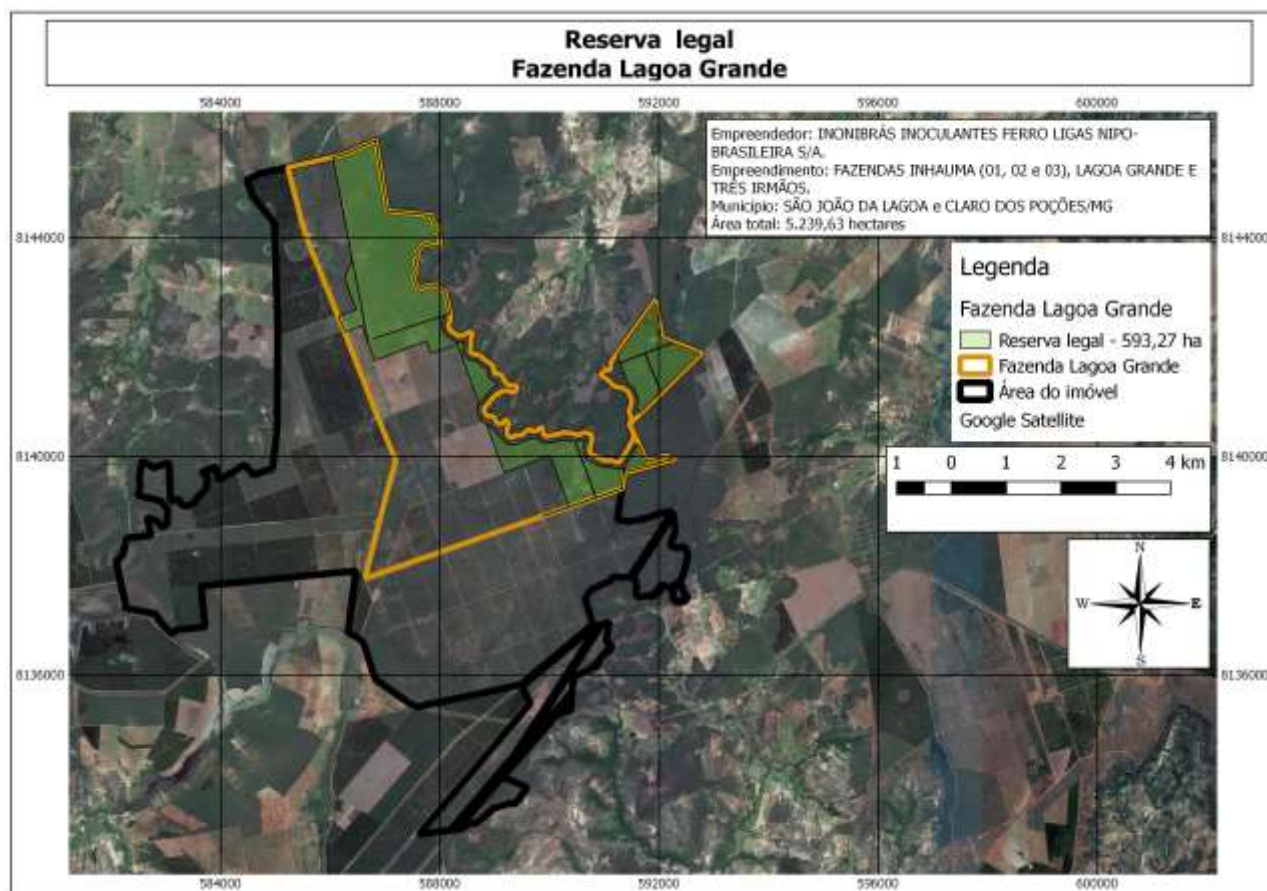 Reserva legal
Fazenda Lagoa Grande
584000 588000 592000 596000 600000
Empreendedor: INONIBRÁS INOCULANTES FERRO LIGAS NIPO-
BRASILEIRA S/A.
Empreendimento: FAZENDAS INHAUMA (01, 02 e 03), LAGOA GRANDE E
TRÊS IRMÃOS.
Município: SÃO JOÃO DA LAGOA e CLARO DOS POÇÕES/MG
Área total: 5.239,63 hectares
8144000 8144000
Legenda
Fazenda Lagoa Grande
Reserva legal - 593,27 ha
Fazenda Lagoa Grande
Área do imóvel
Google Satellite
8140000 8140000
1 0 1 2 3 4 km
N
W E
S
8136000 8136000
584000 588000 592000 596000 600000